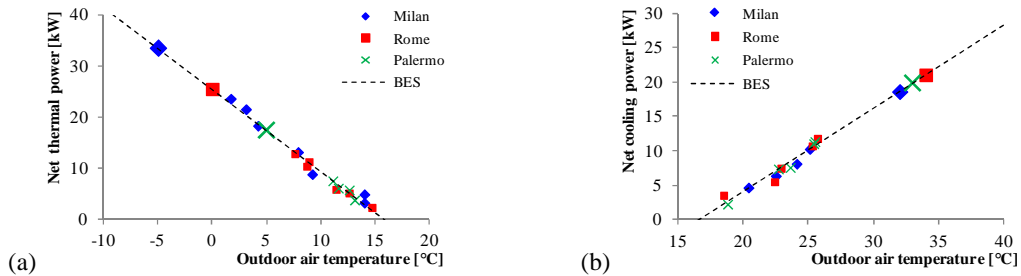 Net thermal power [kW]
40
30
20
10
0
-10
-5
0
5
10
15
20
Outdoor air temperature [°C]
Milan
Rome
Palermo
BES
(a)
Net cooling power [kW]
30
25
20
15
10
5
0
15
20
25
30
35
40
Outdoor air temperature [°C]
Milan
Rome
Palermo
BES
(b)